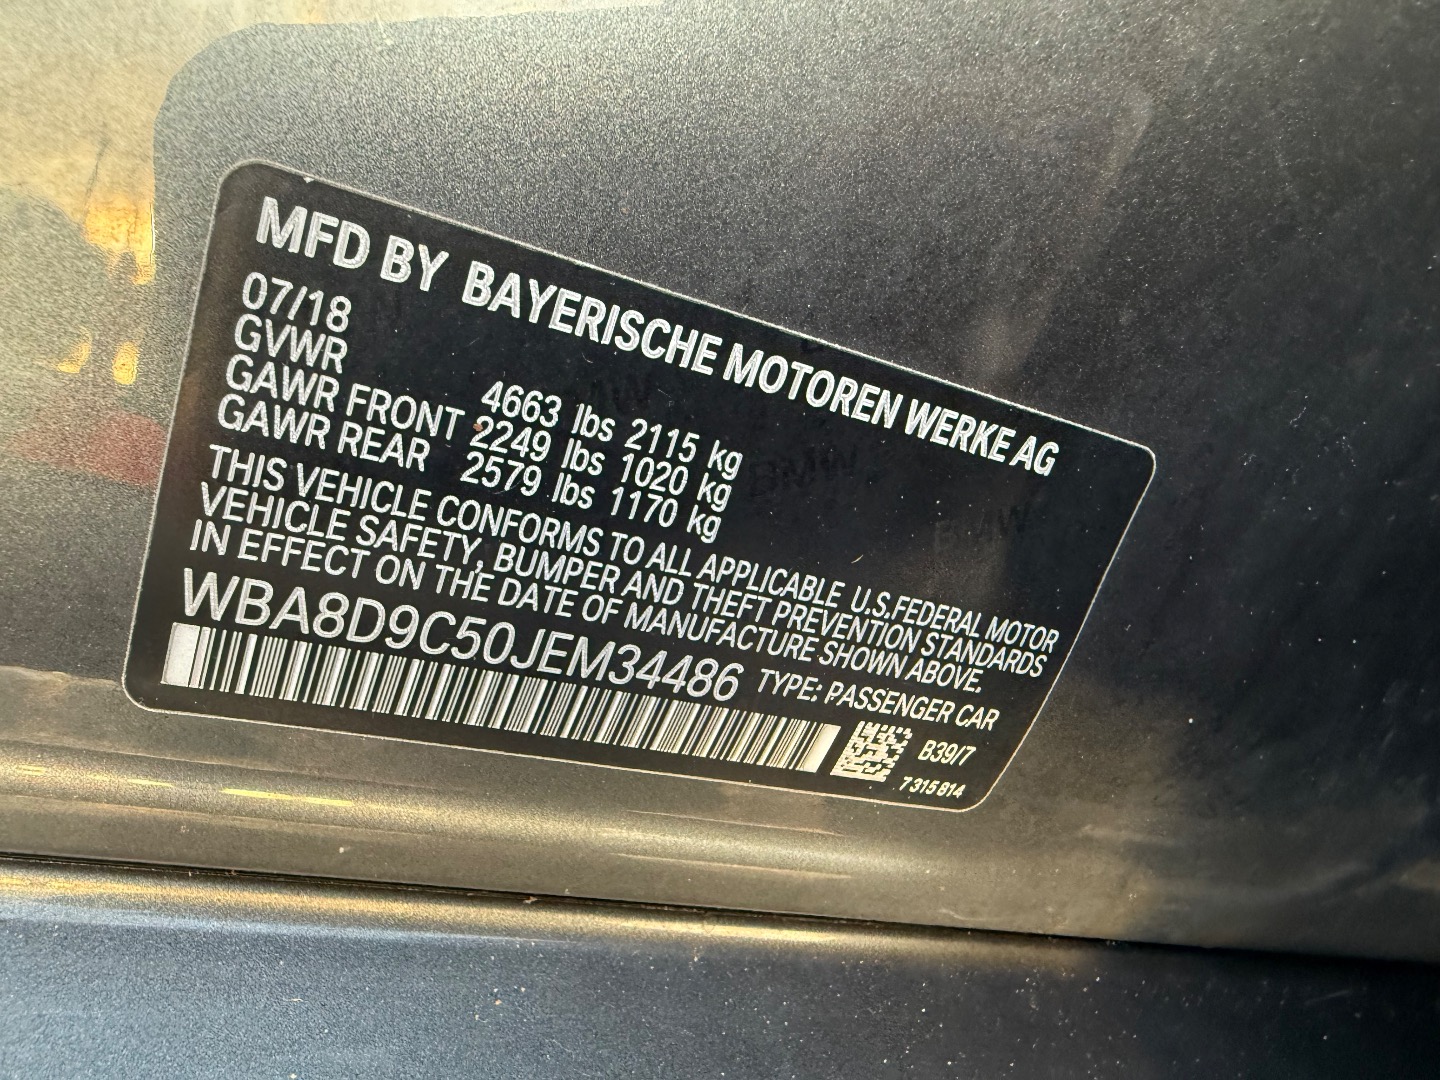 MFD BY BAYERISCHE MOTOREN WERKE AG
07/18
GVWR 4663 lbs 2115 kg
GAWR FRONT 2249 lbs 1020 kg
GAWR REAR 2579 lbs 1170 kg
THIS VEHICLE CONFORMS TO ALL APPLICABLE U.S.FEDERAL MOTOR
VEHICLE SAFETY, BUMPER AND THEFT PREVENTION STANDARDS
IN EFFECT ON THE DATE OF MANUFACTURE SHOWN ABOVE.
WBA8D9C50JEM34486 TYPE: PASSENGER CAR
B39/7
7 315 814